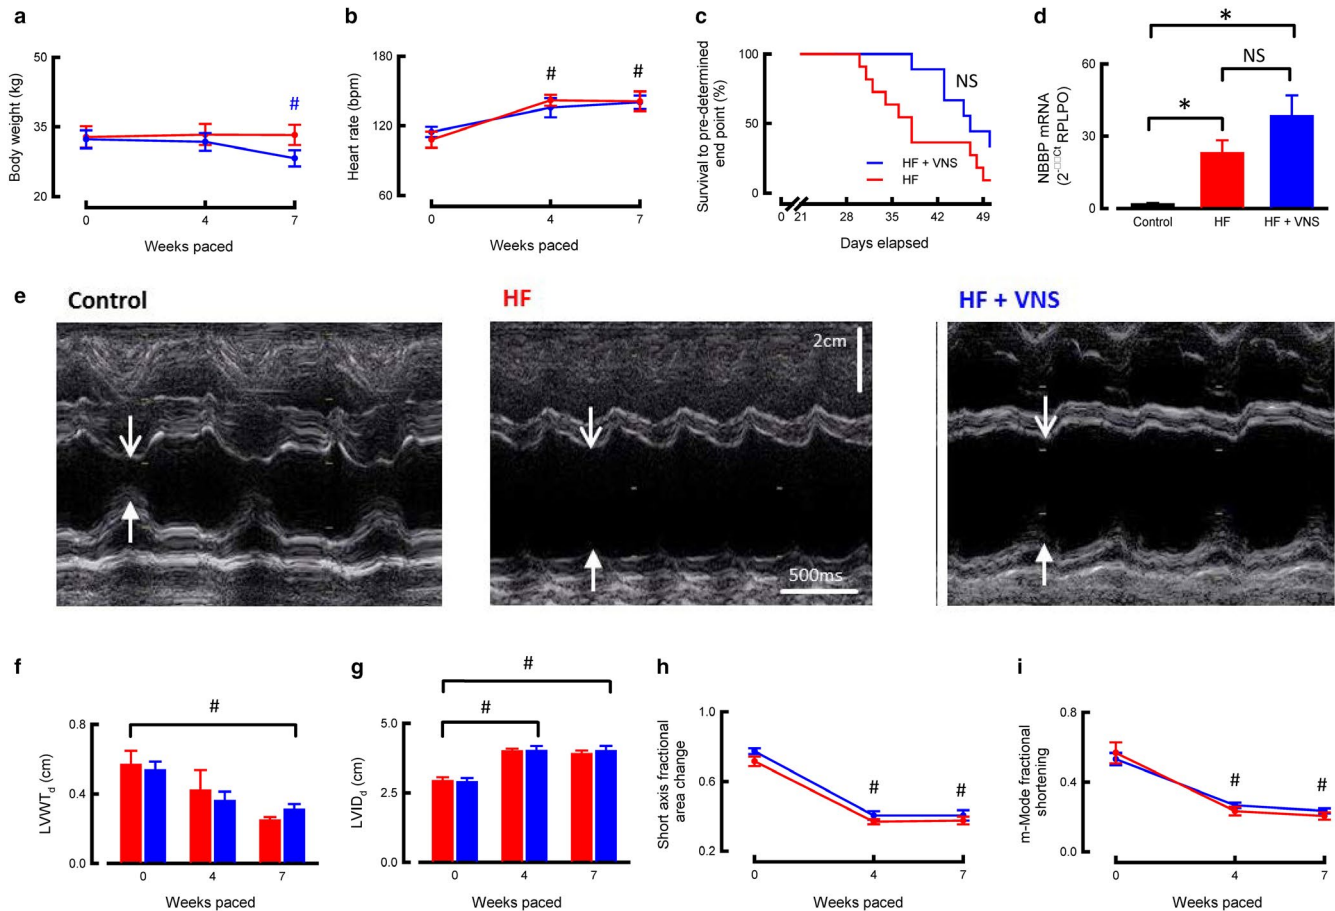 a
50
35
20
Body weight (kg)
#
0
4
7
Weeks paced
b
180
120
60
Heart rate (bpm)
#
#
0
4
7
Weeks paced
c
100
50
0
Survival to pre-determined
end point (%)
NS
HF + VNS
HF
0
21
28
35
42
49
Days elapsed
d
60
30
0
NBBP mRNA
(2-□□Ct RPLPO)
*
*
NS
Control
HF
HF + VNS
e
Control
HF
HF + VNS
2cm
500ms
f
0.8
0.4
0.0
LVWTd (cm)
#
0
4
7
Weeks paced
g
5.0
2.5
0.0
LVIDd (cm)
#
#
0
4
7
Weeks paced
h
1.0
0.6
0.2
Short axis fractional
area change
#
#
0
4
7
Weeks paced
i
0.8
0.4
0.0
m-Mode fractional
shortening
#
#
0
4
7
Weeks paced